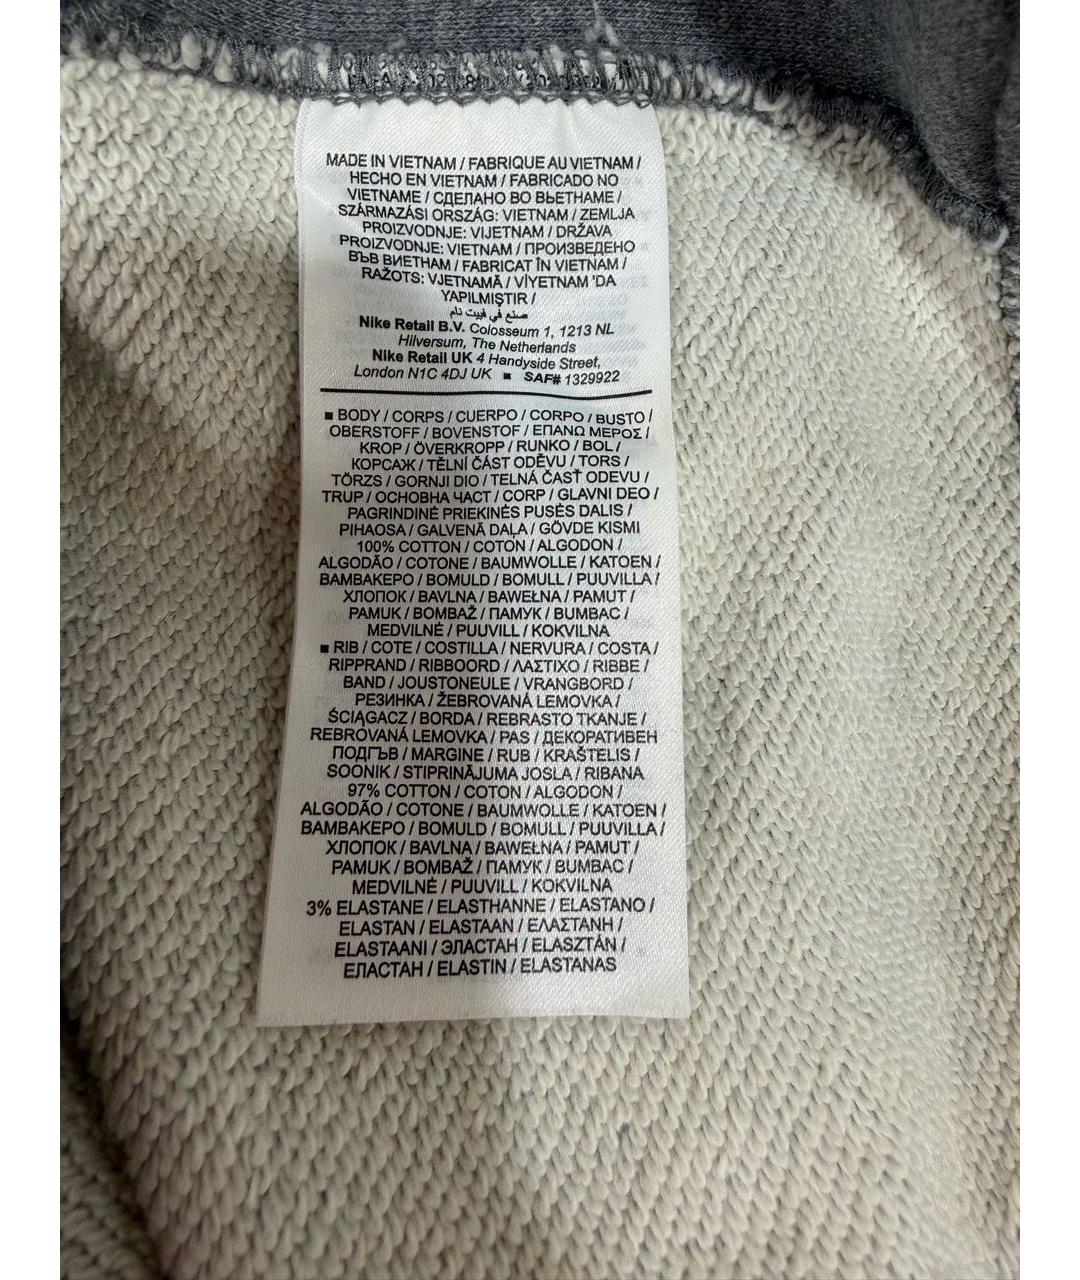 MADE IN VIETNAM / FABRIQUE AU VIETNAM /
HECHO EN VIETNAM / FABRICADO NO
VIETNAME / СДЕЛАНО ВО ВЬЕТНАМЕ /
SZÁRMAZÁSI ORSZÁG: VIETNAM / ZEMLJA
PROIZVODNJE: VIJETNAM / DRŽAVA
PROIZVODNJE: VIETNAM / ПРОИЗВЕДЕНО
ВЪВ ВИЕТНАМ / FABRICAT ÎN VIETNAM /
RAŽOTS: VJETNAMĀ / VİYETNAM 'DA
YAPILMIŞTIR /
صنع في فييت نام
Nike Retail B.V. Colosseum 1, 1213 NL
Hilversum, The Netherlands
Nike Retail UK 4 Handyside Street,
London N1C 4DJ UK ■ SAF# 1329922
■ BODY / CORPS / CUERPO / CORPO / BUSTO /
OBERSTOFF / BOVENSTOF / ΕΠΑΝΩ ΜΕΡΟΣ /
KROP / ÖVERKROPP / RUNKO / BOL /
КОРСАЖ / TĚLNÍ ČÁST ODĚVU / TORS /
TÖRZS / GORNJI DIO / TELNÁ ČASŤ ODEVU /
TRUP / ОСНОВНА ЧАСТ / CORP / GLAVNI DEO /
PAGRINDINĖ PRIEKINĖS PUSĖS DALIS /
PIHAOSA / GALVENĀ DAĻA / GÖVDE KISMI
100% COTTON / COTON / ALGODON /
ALGODÃO / COTONE / BAUMWOLLE / KATOEN /
ΒΑΜΒΑΚΕΡΟ / BOMULD / BOMULL / PUUVILLA /
ХЛОПОК / BAVLNA / BAWEŁNA / PAMUT /
PAMUK / BOMBAŽ / ПАМУК / BUMBAC /
MEDVILNĖ / PUUVILL / KOKVILNA
■ RIB / COTE / COSTILLA / NERVURA / COSTA /
RIPPRAND / RIBBOORD / ΛΑΣΤΙΧΟ / RIBBE /
BAND / JOUSTONEULE / VRANGBORD /
РЕЗИНКА / ŽEBROVANÁ LEMOVKA /
ŚCIĄGACZ / BORDA / REBRASTO TKANJE /
REBROVANÁ LEMOVKA / PAS / ДЕКОРАТИВЕН
ПОДГЪВ / MARGINE / RUB / KRAŠTELIS /
SOONIK / STIPRINĀJUMA JOSLA / RIBANA
97% COTTON / COTON / ALGODON /
ALGODÃO / COTONE / BAUMWOLLE / KATOEN /
ΒΑΜΒΑΚΕΡΟ / BOMULD / BOMULL / PUUVILLA /
ХЛОПОК / BAVLNA / BAWEŁNA / PAMUT /
PAMUK / BOMBAŽ / ПАМУК / BUMBAC /
MEDVILNĖ / PUUVILL / KOKVILNA
3% ELASTANE / ELASTHANNE / ELASTANO /
ELASTAN / ELASTAAN / ΕΛΑΣΤΑΝΗ /
ELASTAANI / ЭЛАСТАН / ELASZTÁN /
ЕЛАСТАН / ELASTIN / ELASTANAS